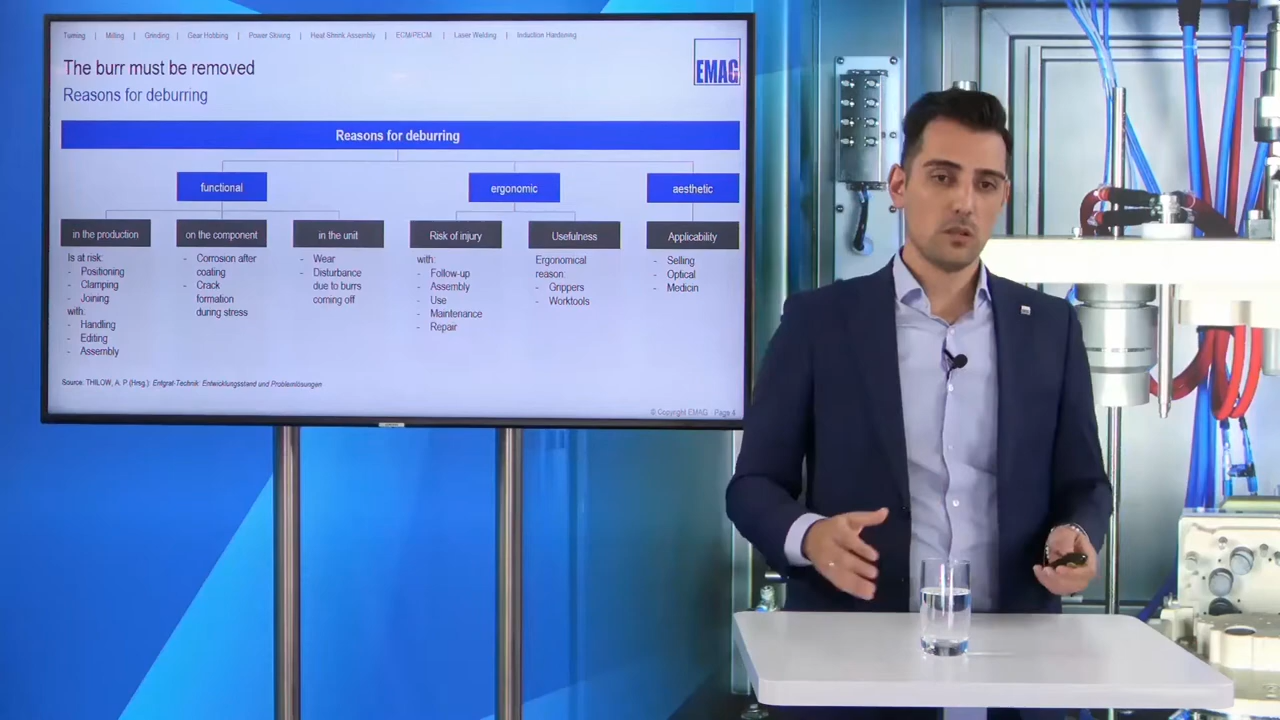 Turning | Milling | Grinding | Gear Hobbing | Power Skiving | Heat Shrink Assembly | ECM/PECM | Laser Welding | Induction Hardening
The burr must be removed
Reasons for deburring
EMAG
Reasons for deburring
functional
ergonomic
aesthetic
in the production
on the component
in the unit
Risk of injury
Usefulness
Applicability
Is at risk:
- Positioning
- Clamping
- Joining
with:
- Handling
- Editing
- Assembly
- Corrosion after
coating
- Crack
formation
during stress
- Wear
- Disturbance
due to burrs
coming off
with:
- Follow-up
- Assembly
- Use
- Maintenance
- Repair
Ergonomical
reason:
- Grippers
- Worktools
- Selling
- Optical
- Medicin
Source: THILOW, A. P (Hrsg.): Entgrat-Technik: Entwicklungsstand und Problemlösungen
© Copyright EMAG - Page 4